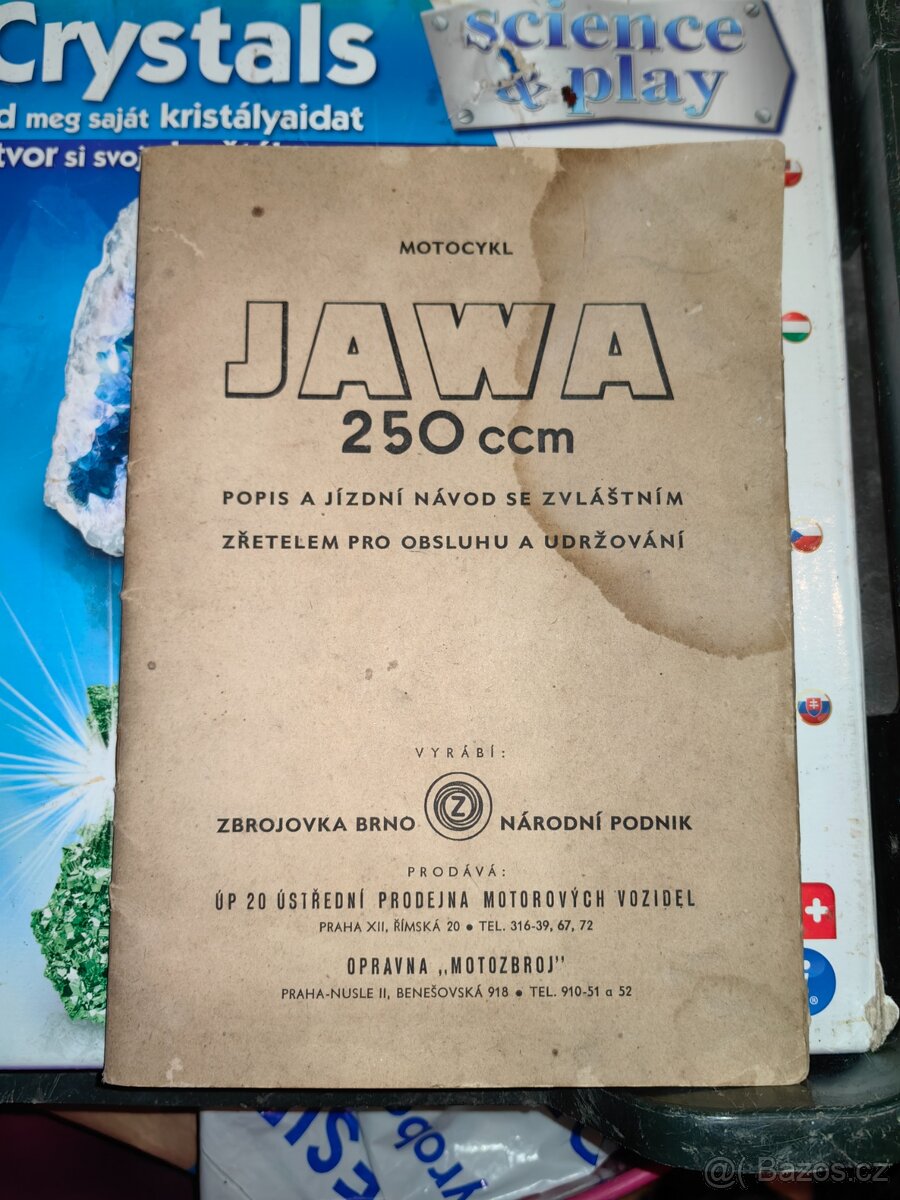 Crystals
science
& play
d meg saját kristályaidat
tvor si svoj
MOTOCYKL
JAWA
250 ccm
POPIS A JÍZDNÍ NÁVOD SE ZVLÁŠTNÍM
ZŘETELEM PRO OBSLUHU A UDRŽOVÁNÍ
VYRÁBÍ:
ZBROJOVKA BRNO Z NÁRODNÍ PODNIK
PRODÁVÁ:
ÚP 20 ÚSTŘEDNÍ PRODEJNA MOTOROVÝCH VOZIDEL
PRAHA XII, ŘÍMSKÁ 20 • TEL. 316-39, 67, 72
OPRAVNA „MOTOZBROJ"
PRAHA-NUSLE II, BENEŠOVSKÁ 918 • TEL. 910-51 a 52
Bazos.cz